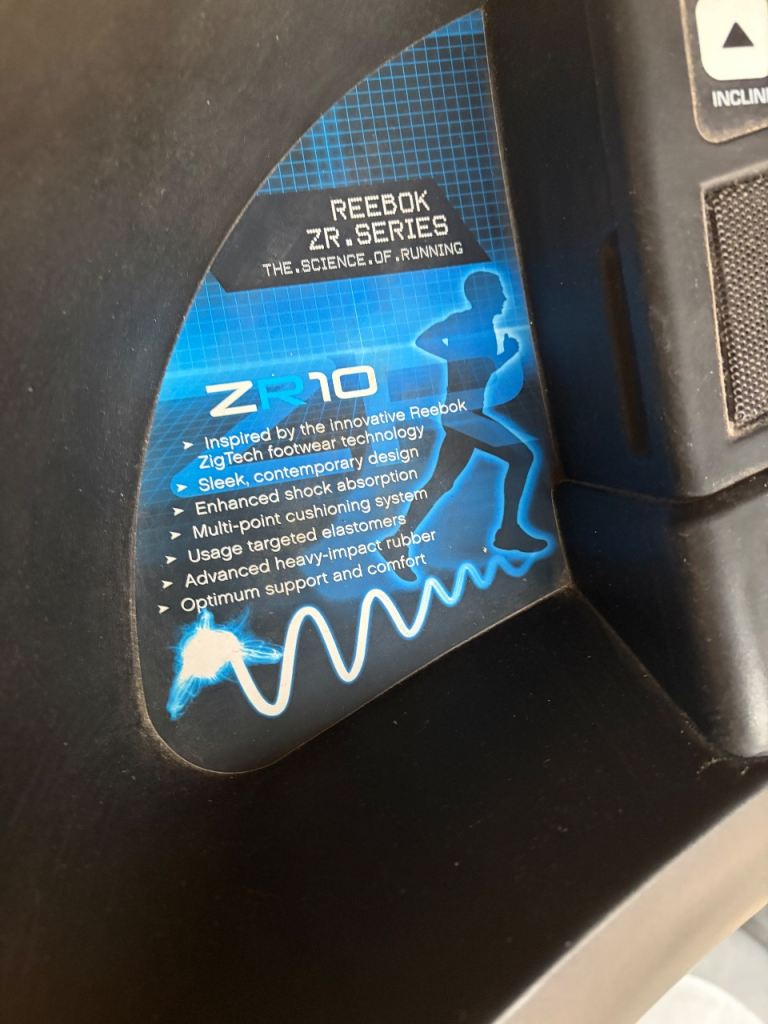 REEBOK
ZR.SERIES
THE.SCIENCE.OF.RUNNING
ZR10
➤ Inspired by the innovative Reebok
ZigTech footwear technology
➤ Sleek, contemporary design
➤ Enhanced shock absorption
➤ Multi-point cushioning system
➤ Usage targeted elastomers
➤ Advanced heavy-impact rubber
➤ Optimum support and comfort